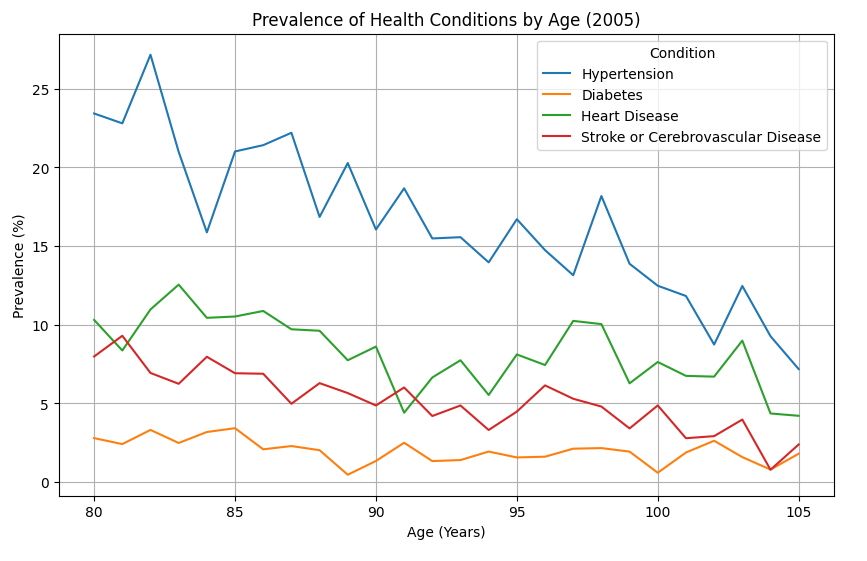 Prevalence of Health Conditions by Age (2005)
Condition
Hypertension
Diabetes
Heart Disease
Stroke or Cerebrovascular Disease
Prevalence (%)
25
20
15
10
5
0
80
85
90
95
100
105
Age (Years)